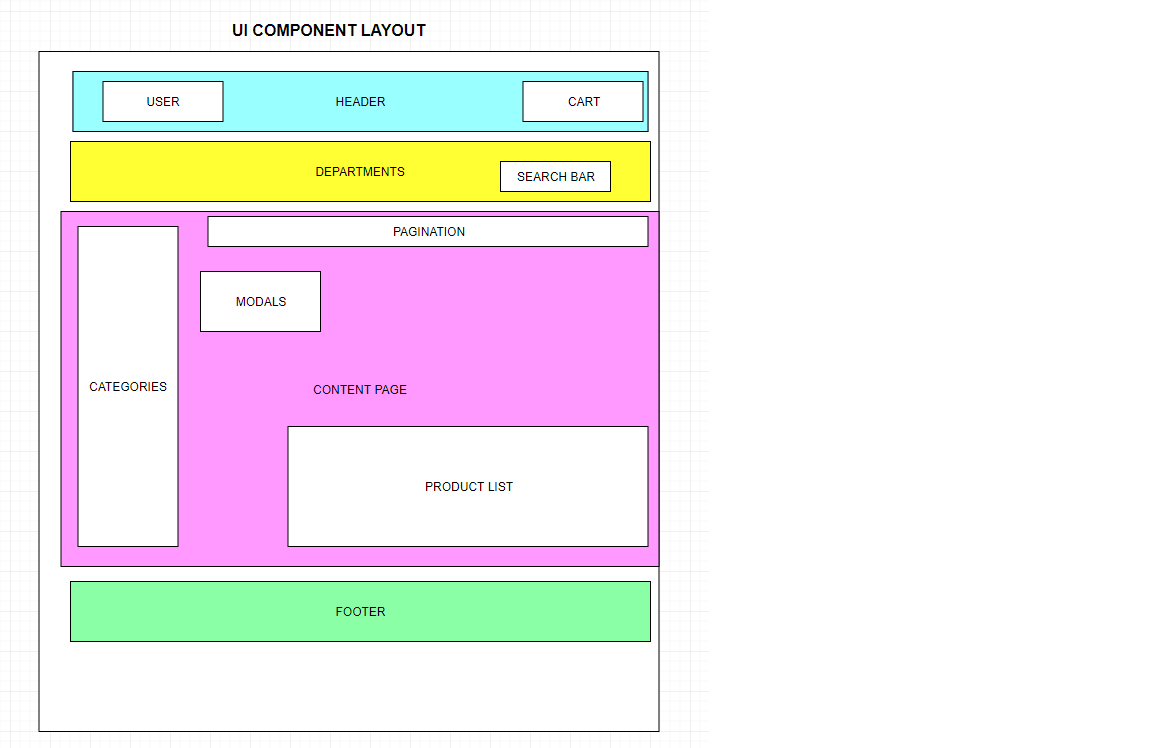 UI COMPONENT LAYOUT
USER
HEADER
CART
DEPARTMENTS
SEARCH BAR
PAGINATION
MODALS
CATEGORIES
CONTENT PAGE
PRODUCT LIST
FOOTER